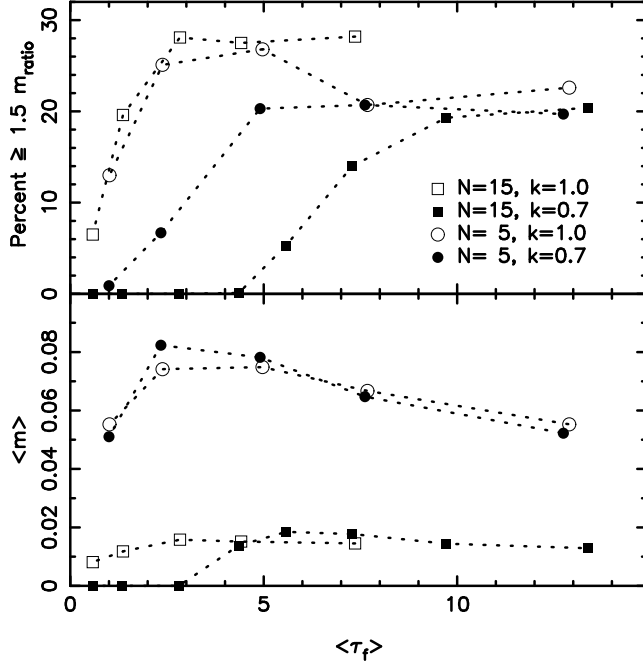 Percent ≥ 1.5 m_ratio
40
30
20
10
0
N=15, k=1.0
N=15, k=0.7
N= 5, k=1.0
N= 5, k=0.7
<m>
0.08
0.06
0.04
0.02
0
0
5
10
<τ_f>